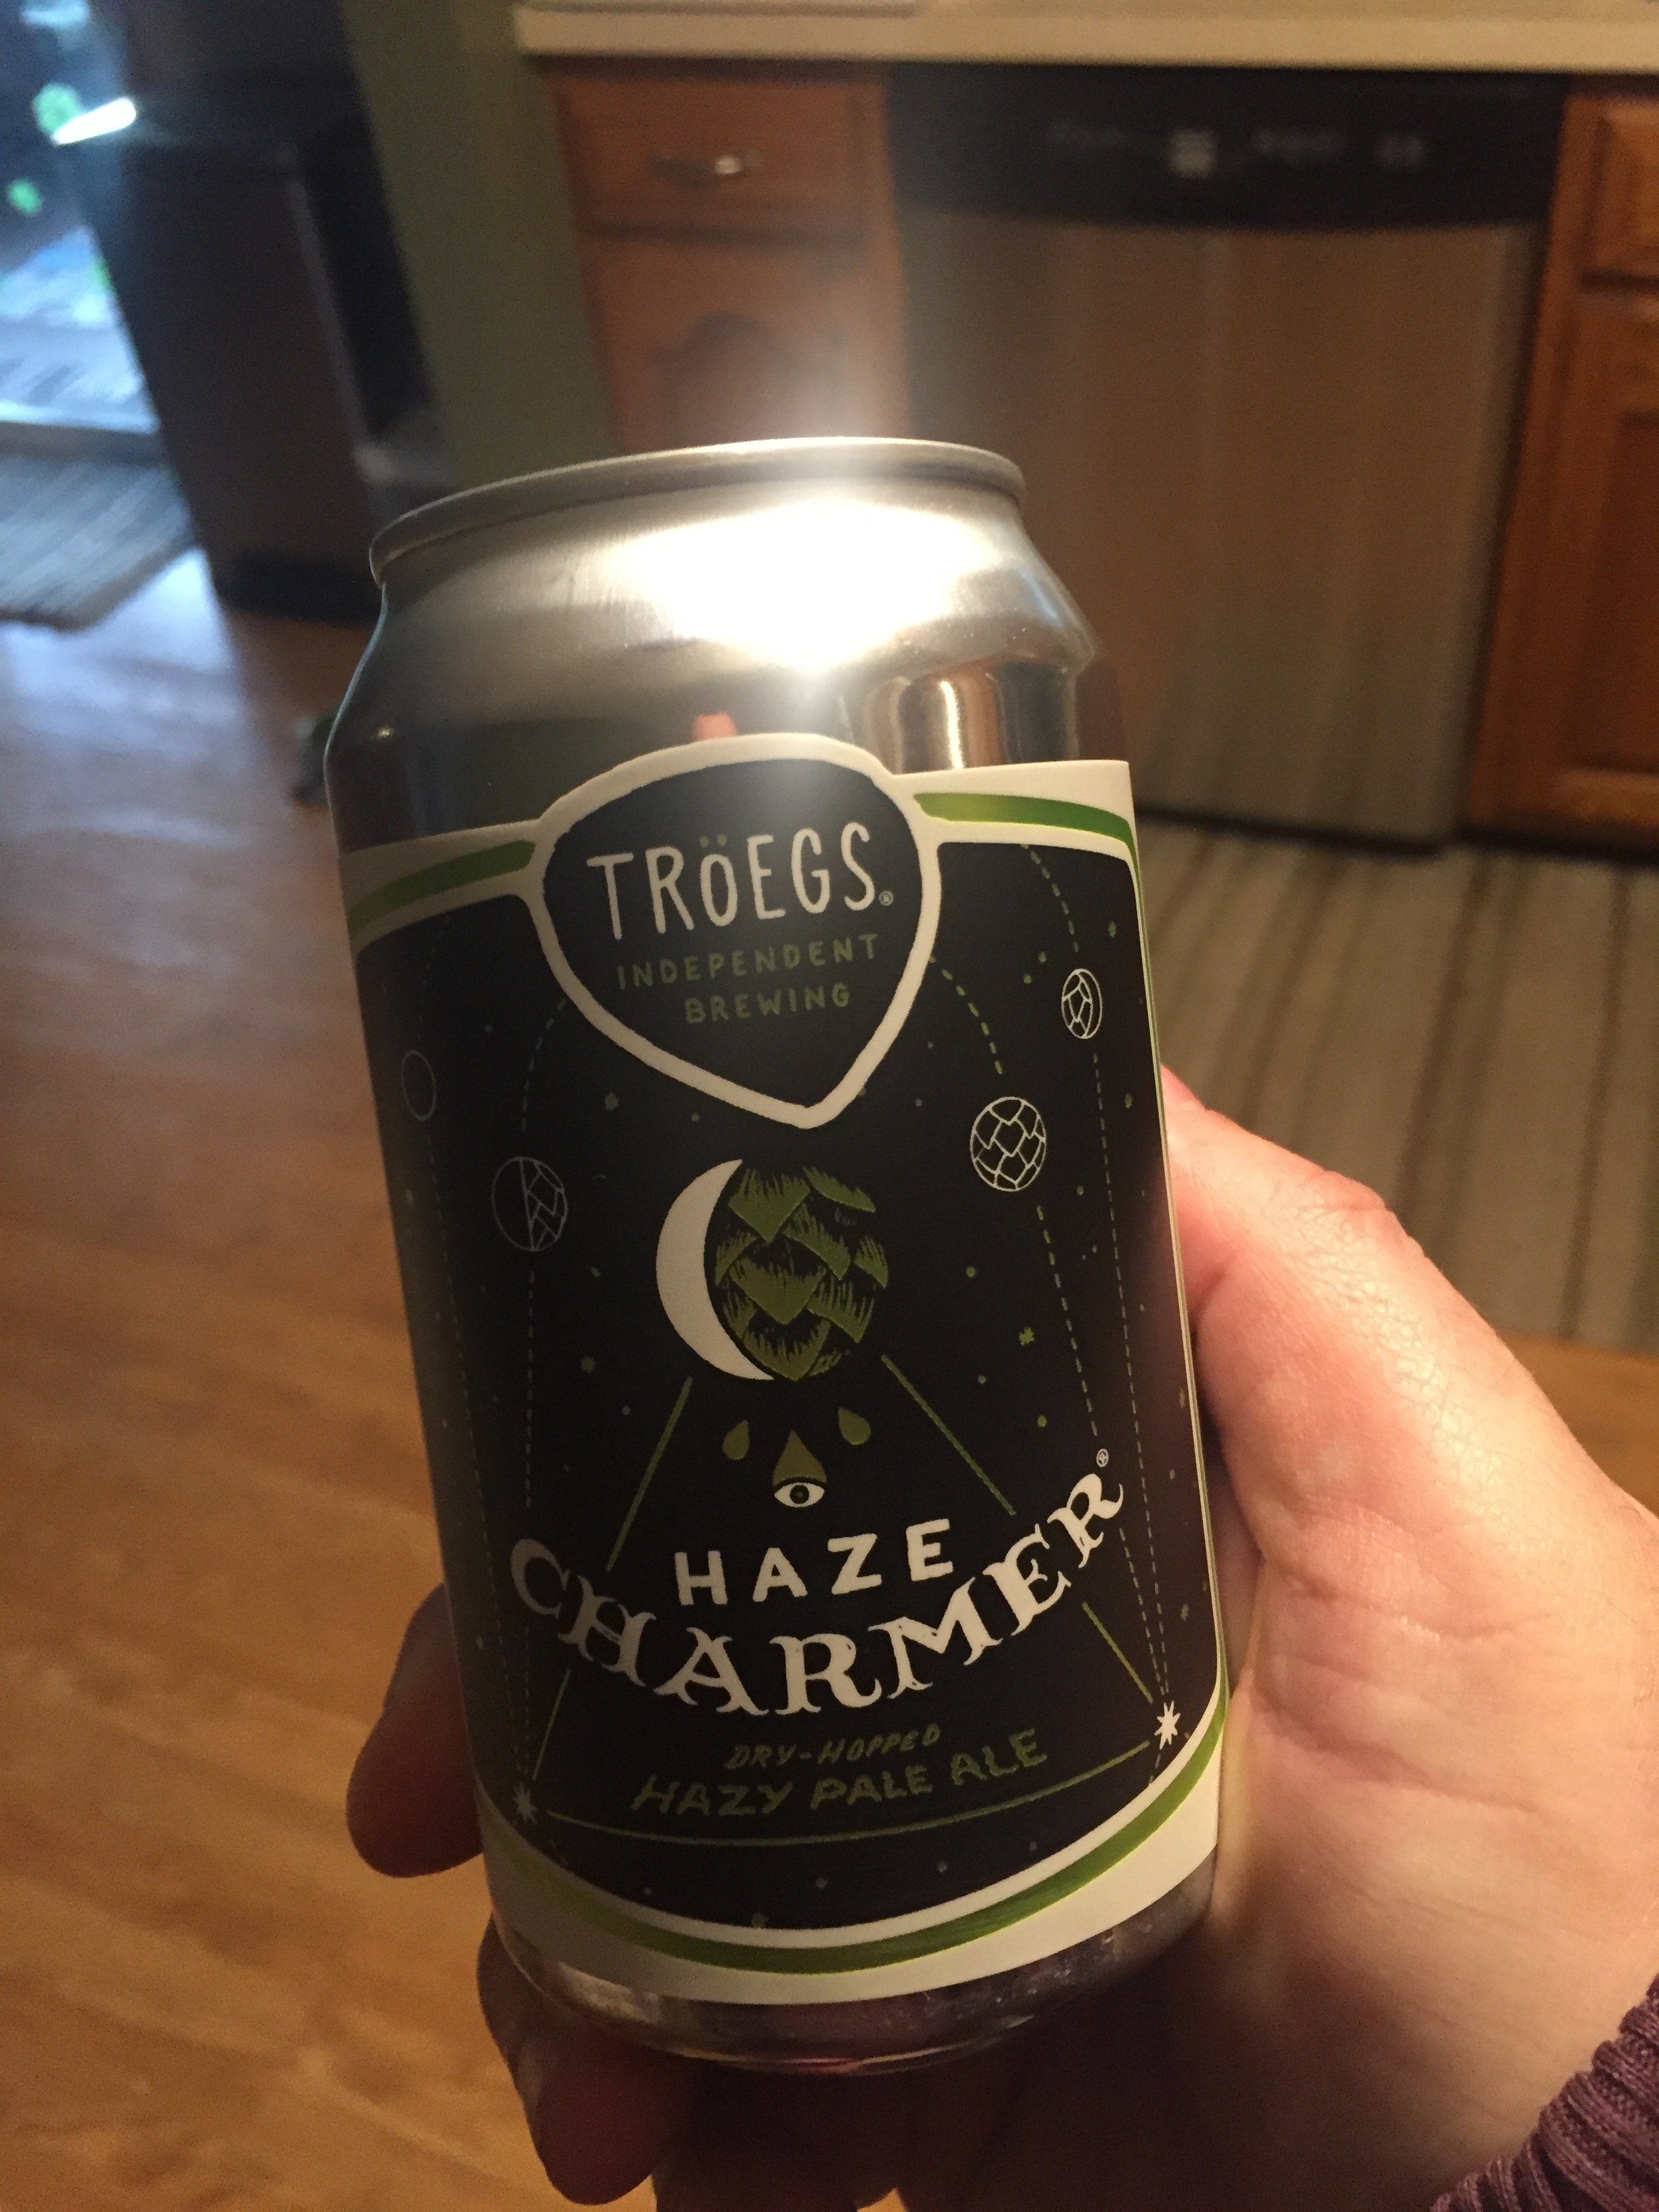 TRÖEGS®
INDEPENDENT
BREWING
HAZE
CHARMER®
DRY-HOPPED
HAZY PALE ALE